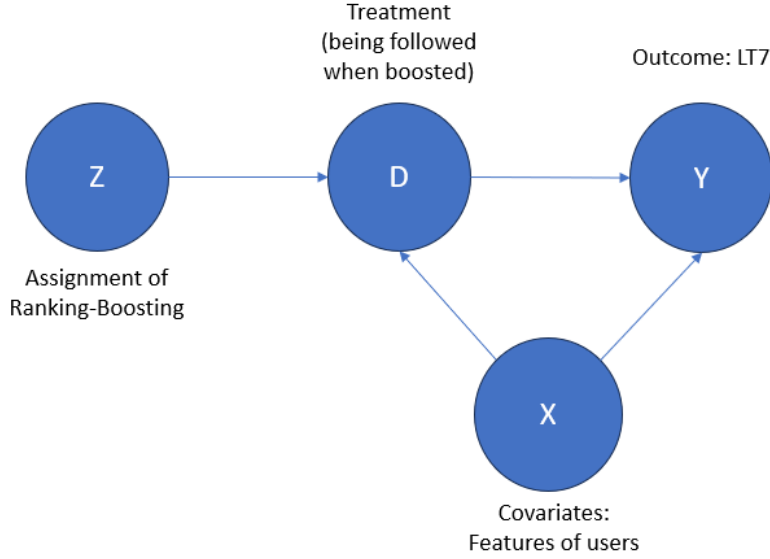 Treatment
(being followed
when boosted)
Outcome: LT7
Z
D
Y
Assignment of
Ranking-Boosting
X
Covariates:
Features of users